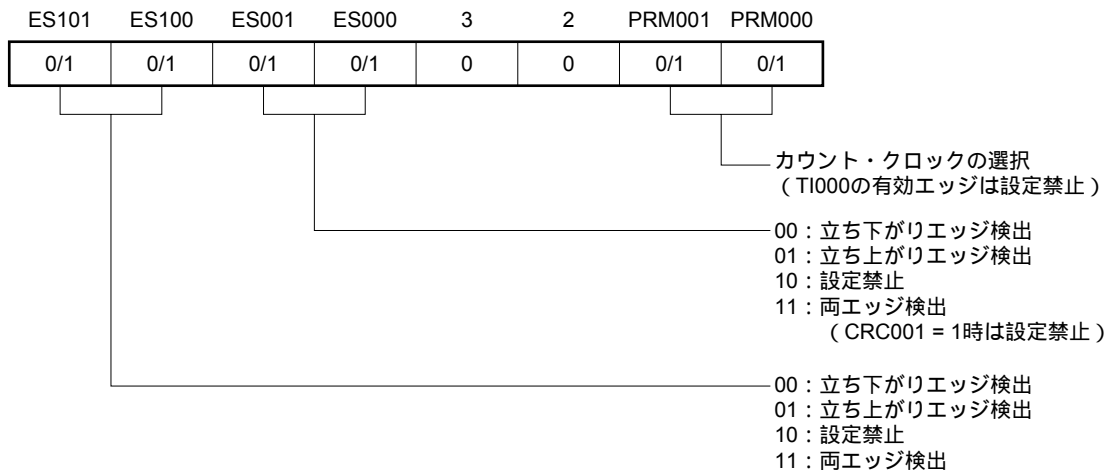 ES101 ES100 ES001 ES000 3 2 PRM001 PRM000
0/1 0/1 0/1 0/1 0 0 0/1 0/1
カウント・クロックの選択
（TI000の有効エッジは設定禁止）
00：立ち下がりエッジ検出
01：立ち上がりエッジ検出
10：設定禁止
11：両エッジ検出
（CRC001 = 1時は設定禁止）
00：立ち下がりエッジ検出
01：立ち上がりエッジ検出
10：設定禁止
11：両エッジ検出